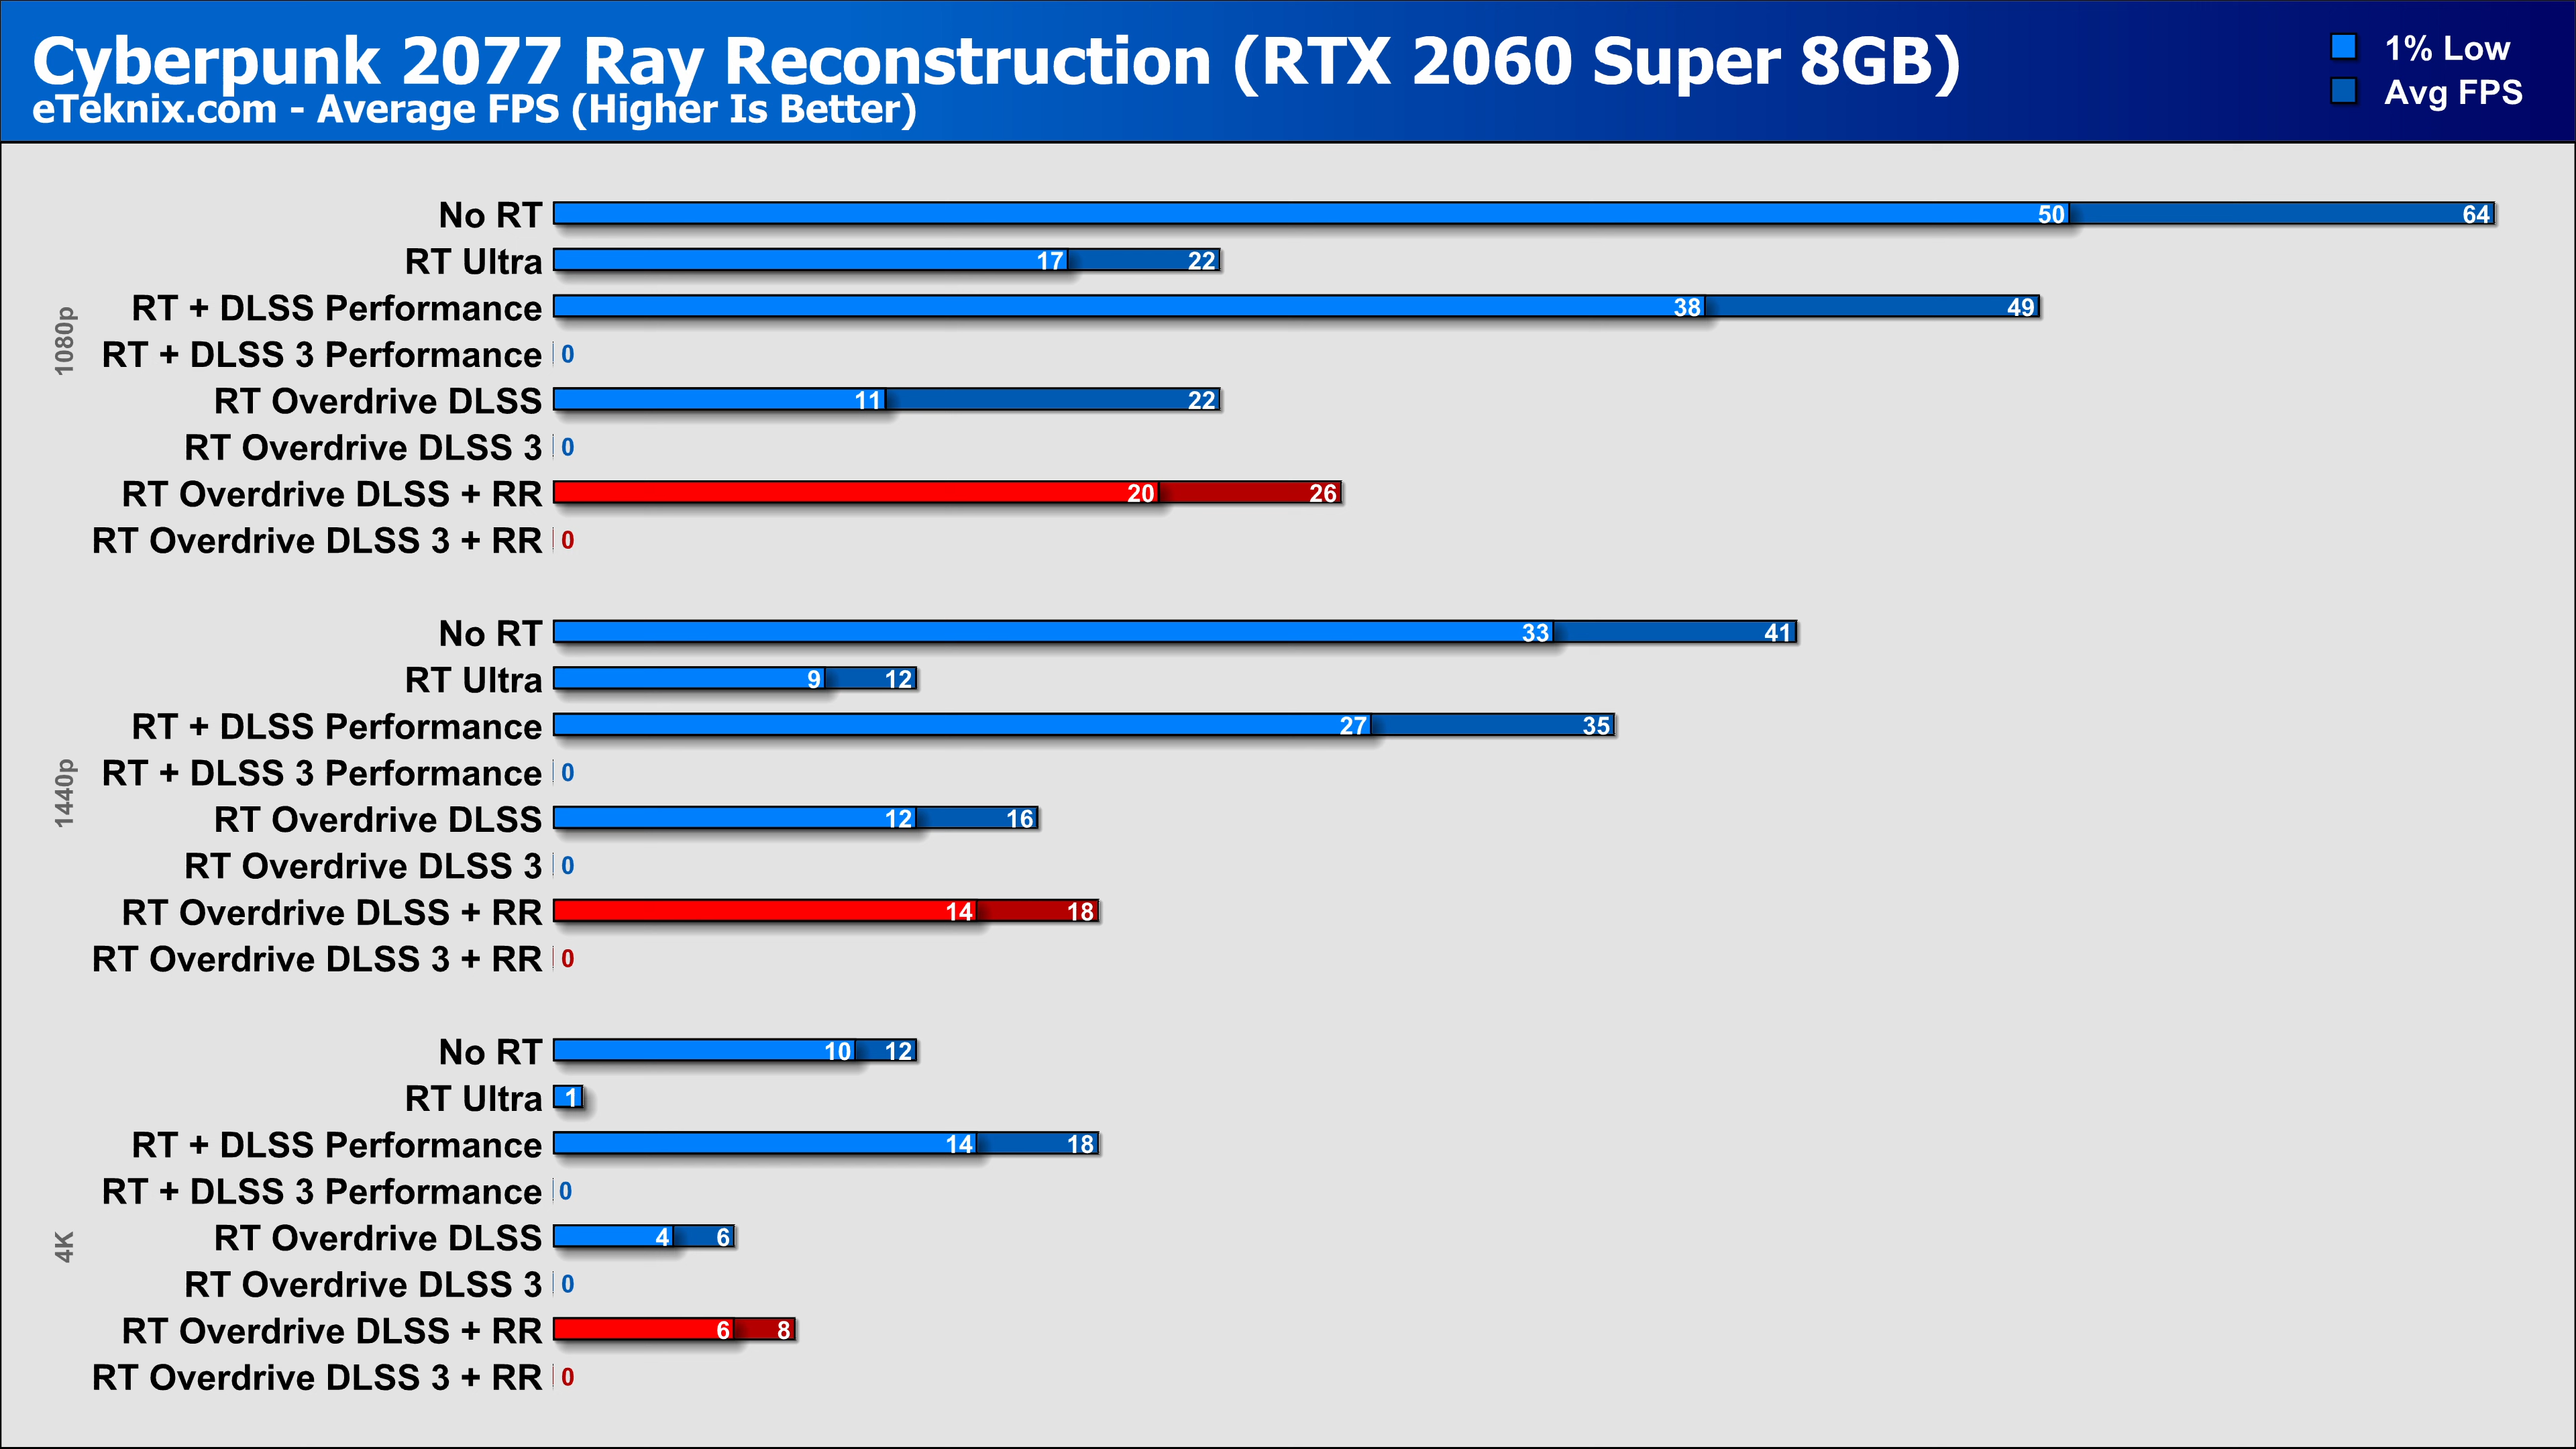 Cyberpunk 2077 Ray Reconstruction (RTX 2060 Super 8GB)
eTeknix.com - Average FPS (Higher Is Better)
1% Low
Avg FPS
1080p
No RT 50 64
RT Ultra 17 22
RT + DLSS Performance 38 49
RT + DLSS 3 Performance 0
RT Overdrive DLSS 11 22
RT Overdrive DLSS 3 0
RT Overdrive DLSS + RR 20 26
RT Overdrive DLSS 3 + RR 0
1440p
No RT 33 41
RT Ultra 9 12
RT + DLSS Performance 27 35
RT + DLSS 3 Performance 0
RT Overdrive DLSS 12 16
RT Overdrive DLSS 3 0
RT Overdrive DLSS + RR 14 18
RT Overdrive DLSS 3 + RR 0
4K
No RT 10 12
RT Ultra 1
RT + DLSS Performance 14 18
RT + DLSS 3 Performance 0
RT Overdrive DLSS 4 6
RT Overdrive DLSS 3 0
RT Overdrive DLSS + RR 6 8
RT Overdrive DLSS 3 + RR 0